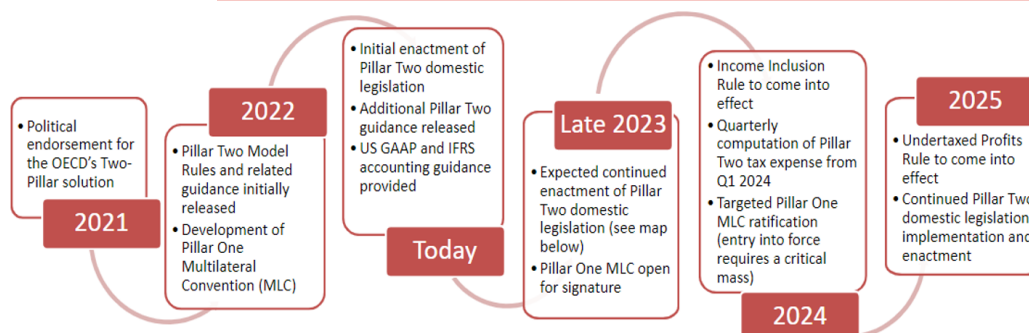 • Political
endorsement for
the OECD's Two-
Pillar solution
2021
2022
• Pillar Two Model
Rules and related
guidance initially
released
• Development of
Pillar One
Multilateral
Convention (MLC)
• Initial enactment of
Pillar Two domestic
legislation
• Additional Pillar Two
guidance released
• US GAAP and IFRS
accounting guidance
provided
Today
Late 2023
• Expected continued
enactment of Pillar
Two domestic
legislation (see map
below)
• Pillar One MLC open
for signature
• Income Inclusion
Rule to come into
effect
• Quarterly
computation of Pillar
Two tax expense from
Q1 2024
• Targeted Pillar One
MLC ratification
(entry into force
requires a critical
mass)
2024
2025
• Undertaxed Profits
Rule to come into
effect
• Continued Pillar Two
domestic legislation
implementation and
enactment